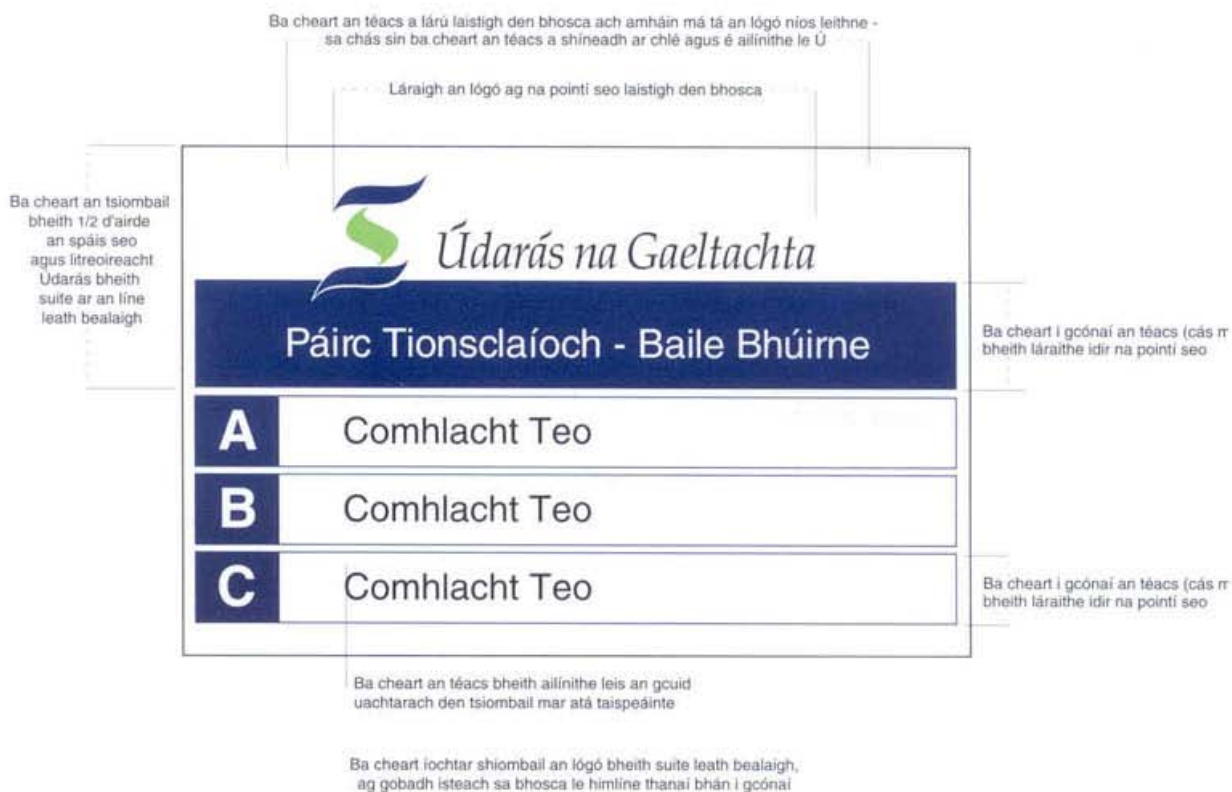 Ba cheart an téacs a lárú laistigh den bhosca ach amháin má tá an lógó níos leithne -
sa chás sin ba cheart an téacs a shíneadh ar chlé agus é ailínithe le Ú
Láraigh an lógó ag na pointí seo laistigh den bhosca
Ba cheart an tsiombail
bheith 1/2 d'airde
an spáis seo
agus litreoireacht
Údarás bheith
suite ar an líne
leath bealaigh
Údarás na Gaeltachta
Páirc Tionsclaíoch - Baile Bhúirne
Ba cheart i gcónaí an téacs (cás
bheith láraithe idir na pointí seo
A Comhlacht Teo
B Comhlacht Teo
C Comhlacht Teo
Ba cheart i gcónaí an téacs (cás
bheith láraithe idir na pointí seo
Ba cheart an téacs bheith ailínithe leis an gcuid
uachtarach den tsiombail mar atá taispeáinte
Ba cheart íochtar shiombail an lógó bheith suite leath bealaigh,
ag gobadh isteach sa bhosca le himlíne thanaí bhán i gcónaí